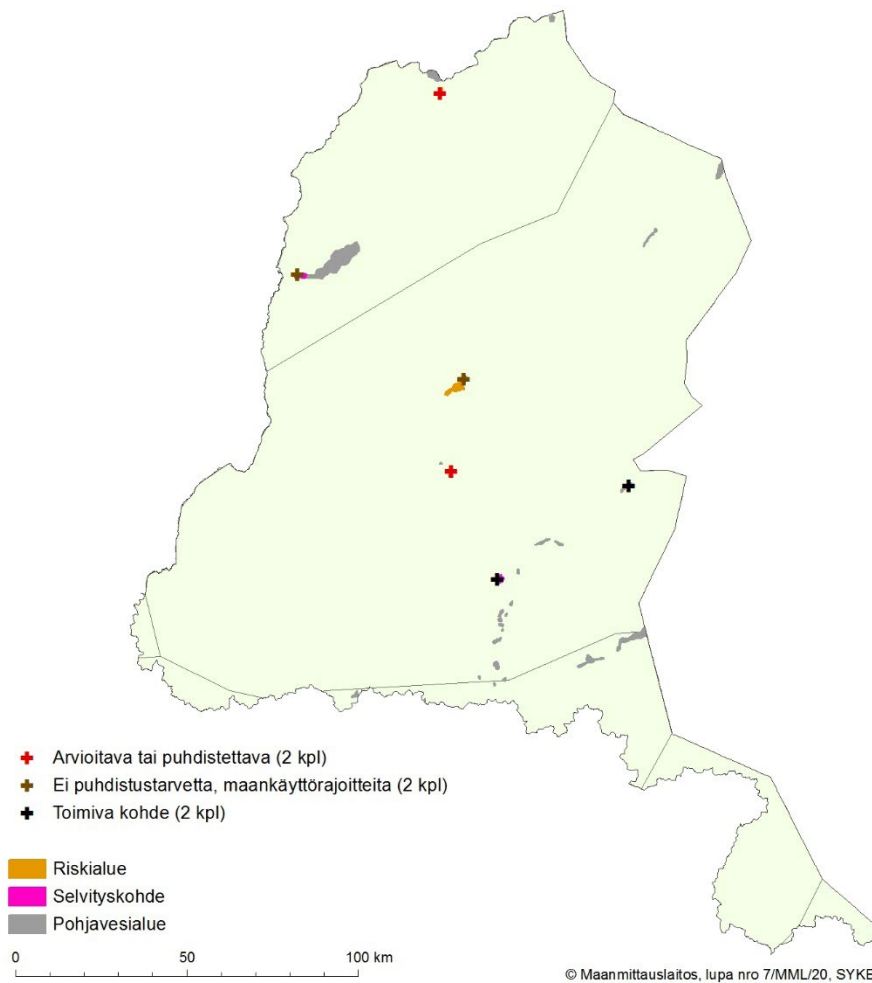 Arvioitava tai puhdistettava (2 kpl)
Ei puhdistustarvetta, maankäyttörajoitteita (2 kpl)
Toimiva kohde (2 kpl)
Riskialue
Selvityskohde
Pohjavesialue
0 50 100 km
© Maanmittauslaitos, lupa nro 7/MML/20, SYKE